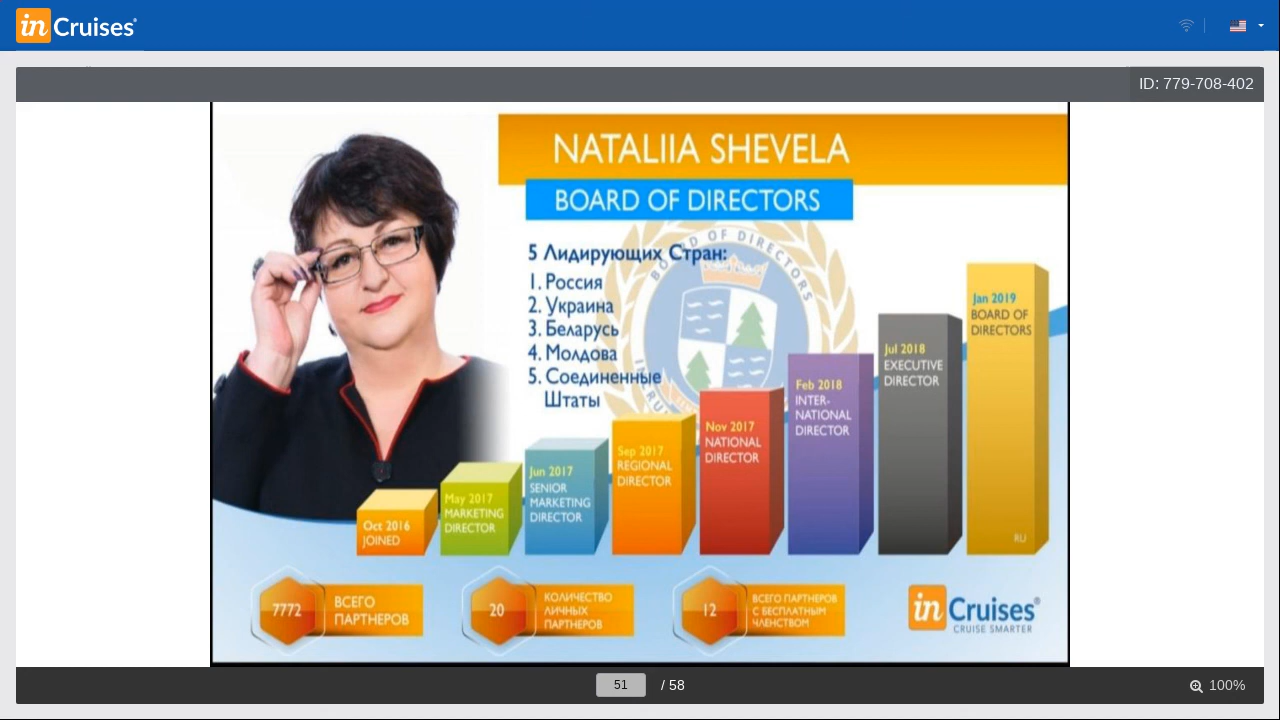 inCruises®
ID: 779-708-402
NATALIIA SHEVELA
BOARD OF DIRECTORS
5 Лидирующих Стран:
1. Россия
2. Украина
3. Беларусь
4. Молдова
5. Соединенные
Штаты
BOARD OF DIRECTORS
Oct 2016
JOINED
May 2017
MARKETING
DIRECTOR
Jun 2017
SENIOR
MARKETING
DIRECTOR
Sep 2017
REGIONAL
DIRECTOR
Nov 2017
NATIONAL
DIRECTOR
Feb 2018
INTER-
NATIONAL
DIRECTOR
Jul 2018
EXECUTIVE
DIRECTOR
Jan 2019
BOARD OF
DIRECTORS
RU
7772
ВСЕГО
ПАРТНЕРОВ
20
КОЛИЧЕСТВО
ЛИЧНЫХ
ПАРТНЕРОВ
12
ВСЕГО ПАРТНЕРОВ
С БЕСПЛАТНЫМ
ЧЛЕНСТВОМ
inCruises®
CRUISE SMARTER
51 / 58
100%